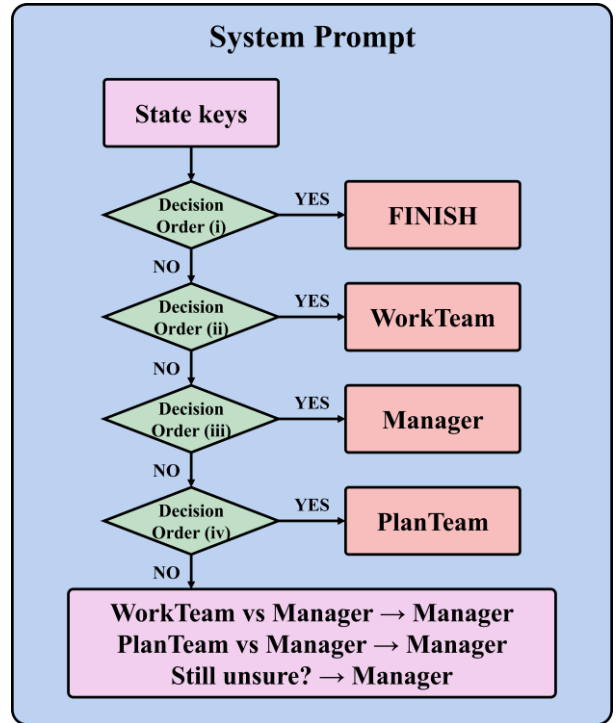 System Prompt
State keys
Decision
Order (i)
YES
FINISH
NO
Decision
Order (ii)
YES
WorkTeam
NO
Decision
Order (iii)
YES
Manager
NO
Decision
Order (iv)
YES
PlanTeam
NO
WorkTeam vs Manager → Manager
PlanTeam vs Manager → Manager
Still unsure? → Manager